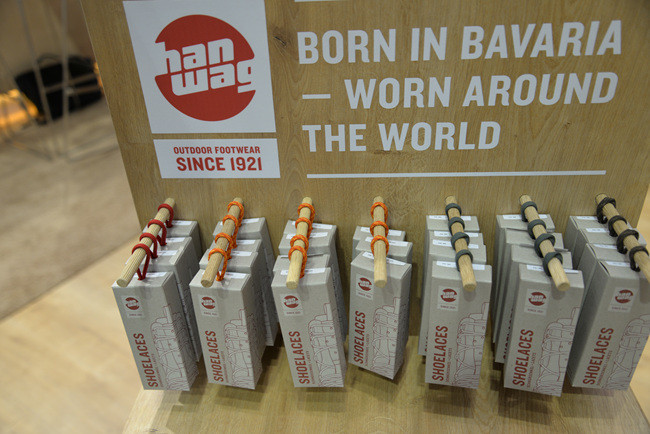 han
wag
OUTDOOR FOOTWEAR
SINCE 1921
BORN IN BAVARIA
— WORN AROUND
THE WORLD
SHOELACES
SHOELACES
SHOELACES
SHOELACES
SHOELACES
SHOELACES
SHOELACES